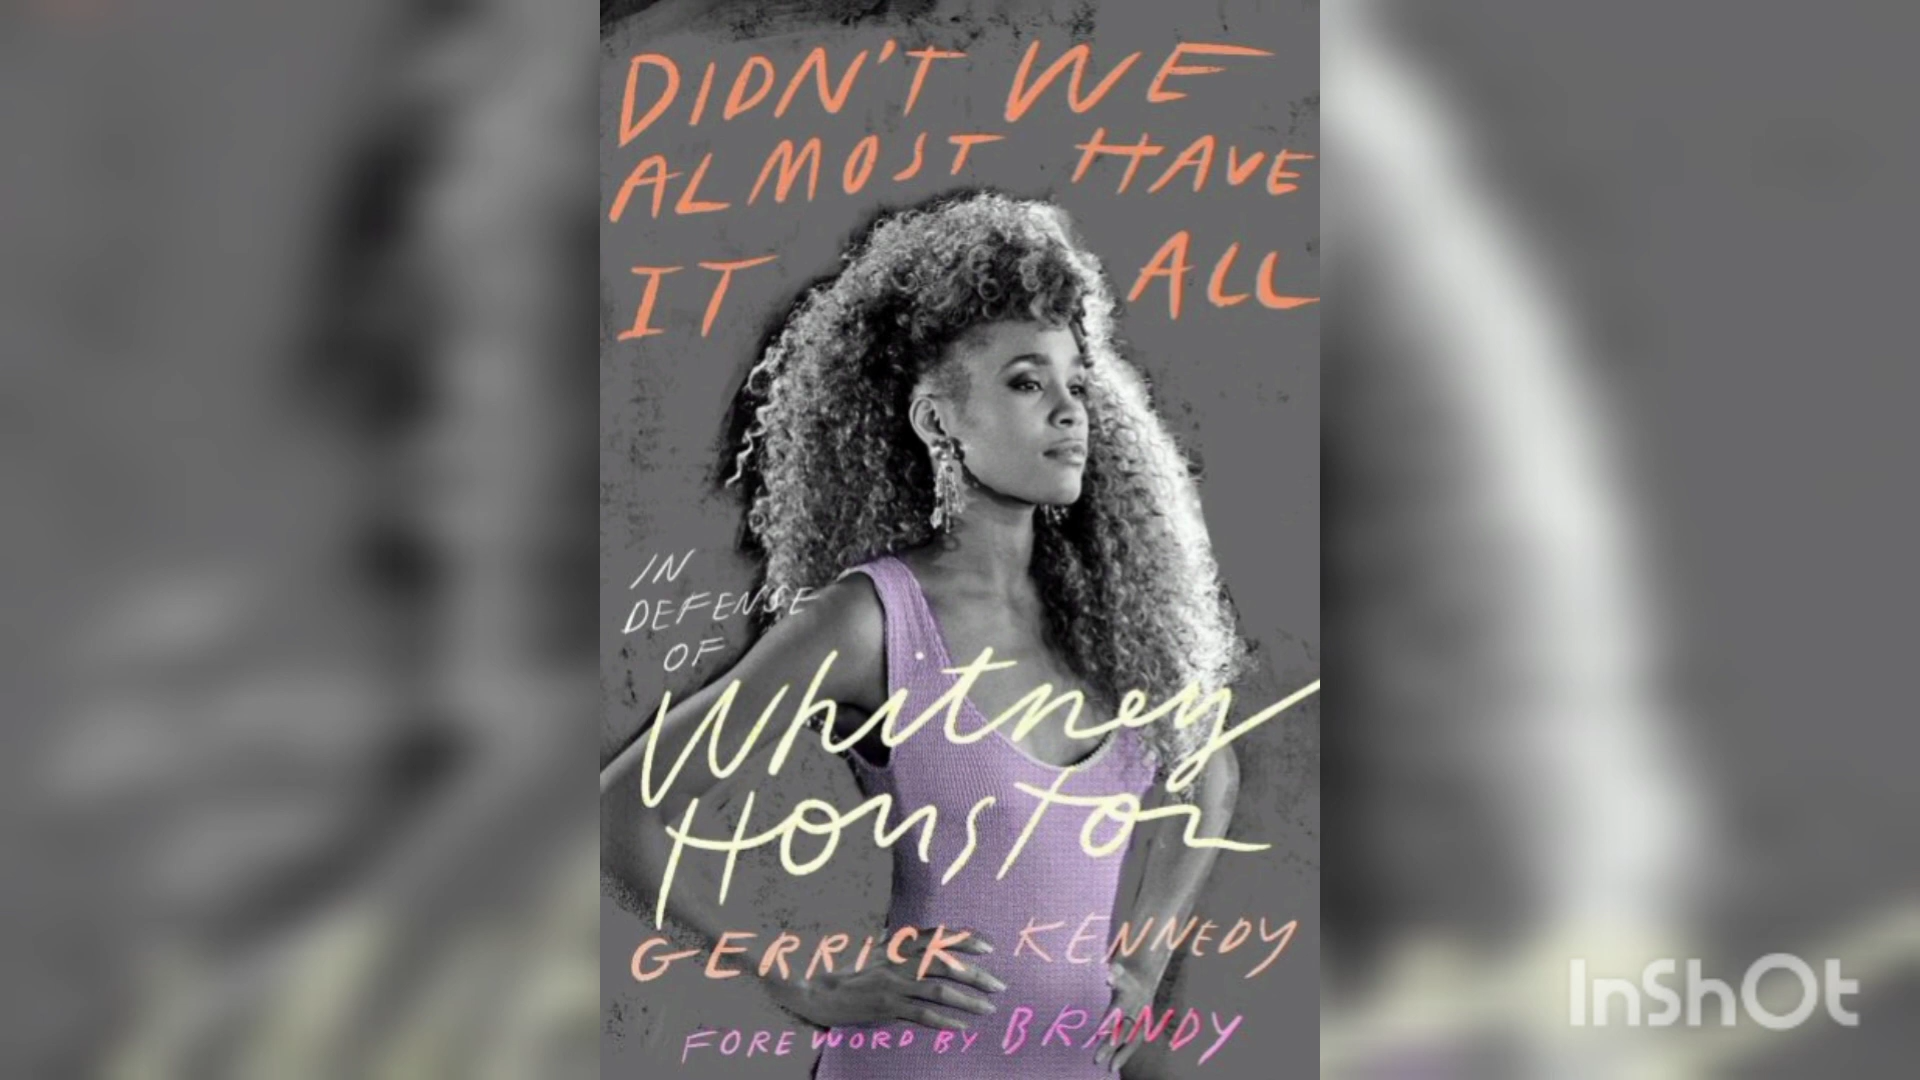 DIDN'T WE
ALMOST HAVE
IT ALL
IN
DEFENSE
OF
Whitney
Houston
GERRICK KENNEDY
FOREWORD BY BRANDY
InShOt